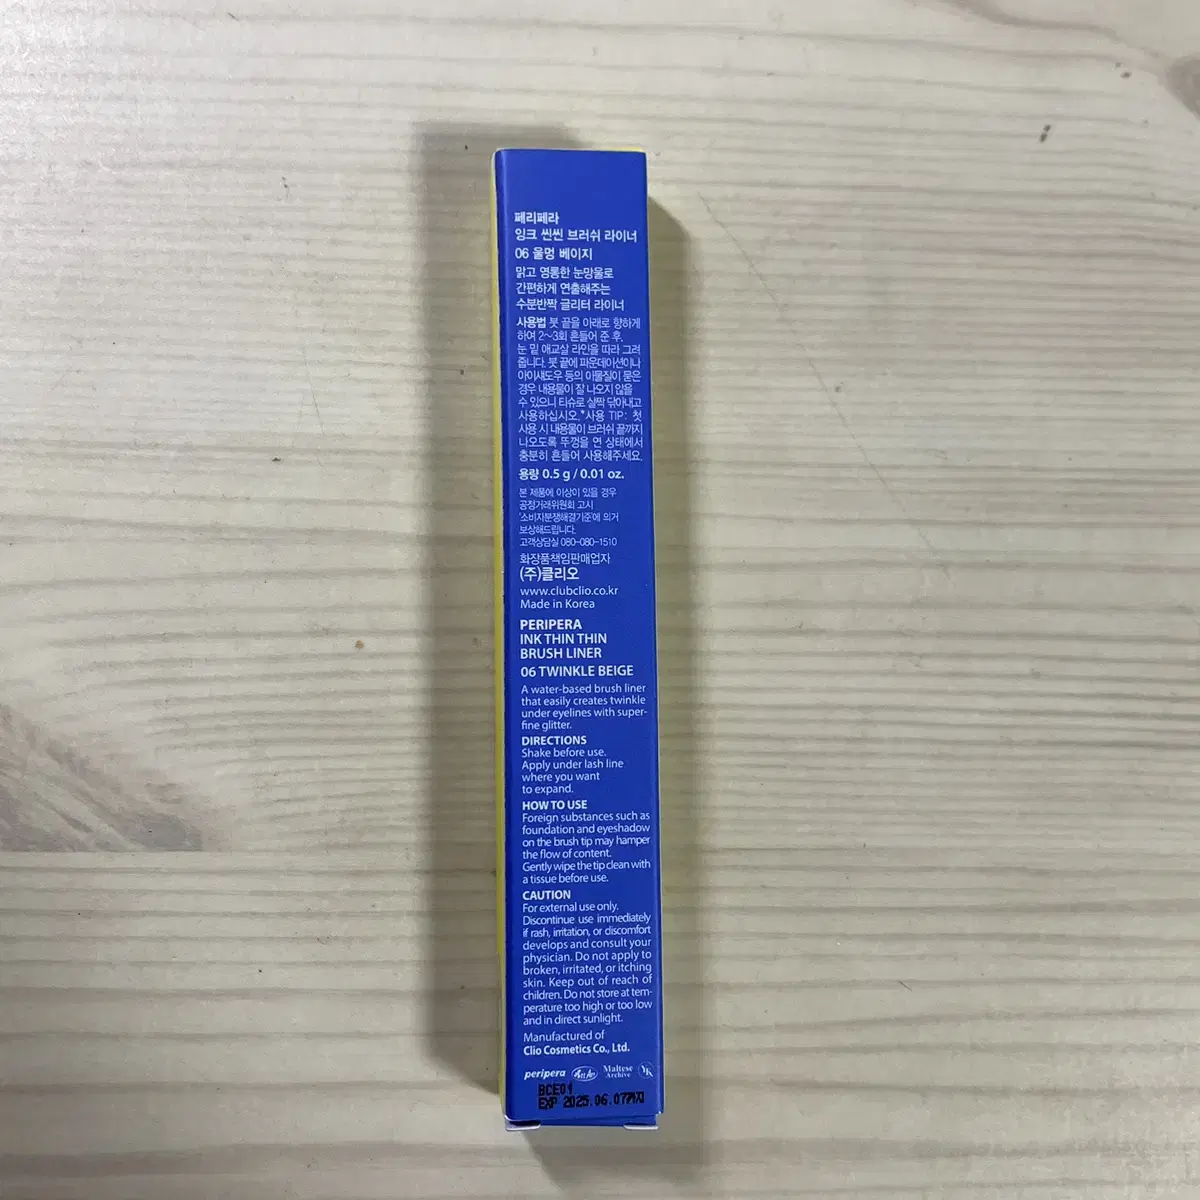 페리페라
잉크 씬씬 브러쉬 라이너
06 울멍 베이지
맑고 영롱한 눈망울로
간편하게 연출해주는
수분반짝 글리터 라이너
사용법 붓 끝을 아래로 향하게
하여 2~3회 흔들어 준 후,
눈 밑 애교살 라인을 따라 그려
줍니다. 붓 끝에 파운데이션이나
아이섀도우 등의 이물질이 묻은
경우 내용물이 잘 나오지 않을
수 있으니 티슈로 살짝 닦아내고
사용하십시오.*사용 TIP: 첫
사용 시 내용물이 브러쉬 끝까지
나오도록 뚜껑을 연 상태에서
충분히 흔들어 사용해주세요.
용량 0.5 g / 0.01 oz.
본 제품에 이상이 있을 경우
공정거래위원회 고시
'소비자분쟁해결기준'에 의거
보상해드립니다.
고객상담실 080-080-1510
화장품책임판매업자
(주)클리오
www.clubclio.co.kr
Made in Korea
PERIPERA
INK THIN THIN
BRUSH LINER
06 TWINKLE BEIGE
A water-based brush liner
that easily creates twinkle
under eyelines with super-
fine glitter.
DIRECTIONS
Shake before use.
Apply under lash line
where you want
to expand.
HOW TO USE
Foreign substances such as
foundation and eyeshadow
on the brush tip may hamper
the flow of content.
Gently wipe the tip clean with
a tissue before use.
CAUTION
For external use only.
Discontinue use immediately
if rash, irritation, or discomfort
develops and consult your
physician. Do not apply to
broken, irritated, or itching
skin. Keep out of reach of
children. Do not store at tem-
perature too high or too low
and in direct sunlight.
Manufactured of
Clio Cosmetics Co., Ltd.
peripera Maltese
Archive YK
BCE04
EXP 2025.06.07까지